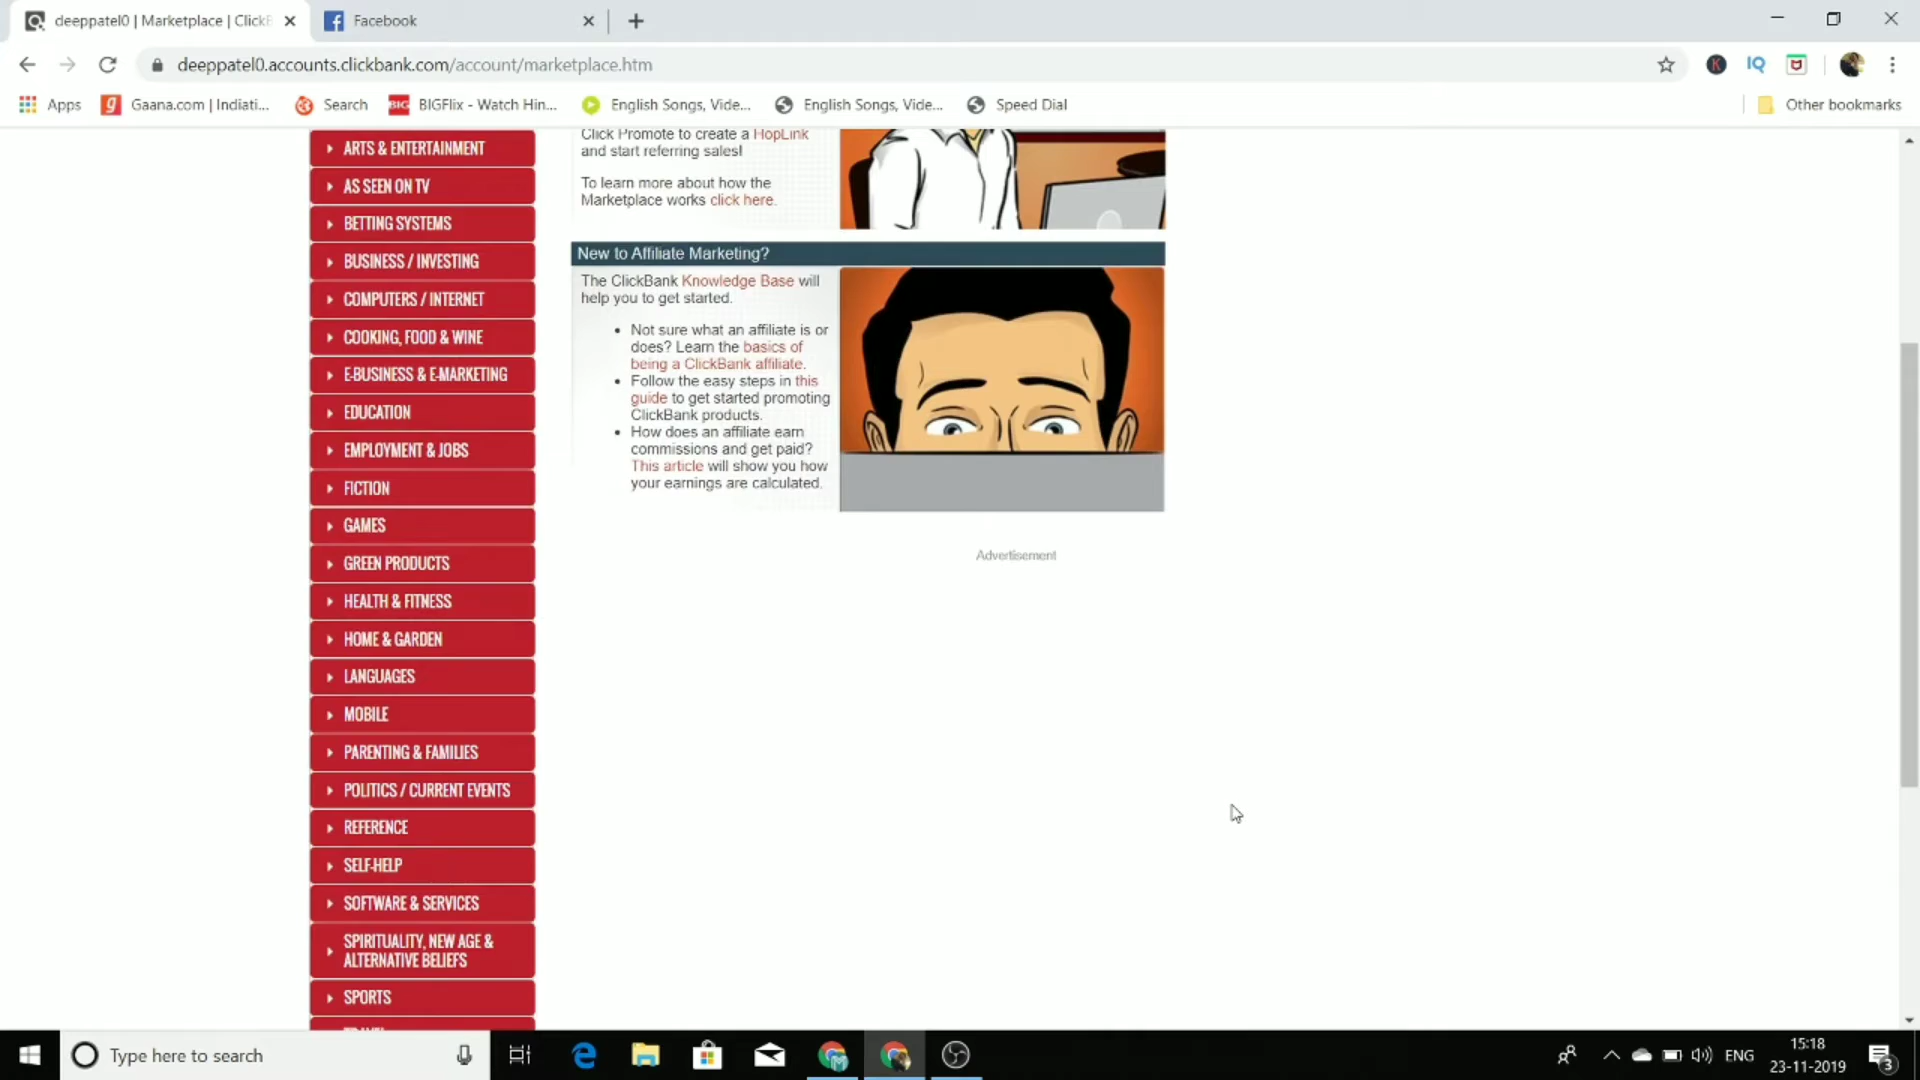 deeppatel0 | Marketplace | Click
Facebook
deeppatel0.accounts.clickbank.com/account/marketplace.htm
IQ
Apps
Gaana.com | Indiati...
Search
BIG
BIGFlix - Watch Hin...
English Songs, Vide...
English Songs, Vide...
Speed Dial
Other bookmarks
ARTS & ENTERTAINMENT
AS SEEN ON TV
BETTING SYSTEMS
BUSINESS / INVESTING
COMPUTERS / INTERNET
COOKING, FOOD & WINE
E-BUSINESS & E-MARKETING
EDUCATION
EMPLOYMENT & JOBS
FICTION
GAMES
GREEN PRODUCTS
HEALTH & FITNESS
HOME & GARDEN
LANGUAGES
MOBILE
PARENTING & FAMILIES
POLITICS / CURRENT EVENTS
REFERENCE
SELF-HELP
SOFTWARE & SERVICES
SPIRITUALITY, NEW AGE &
ALTERNATIVE BELIEFS
SPORTS
Click Promote to create a HopLink
and start referring sales!
To learn more about how the
Marketplace works click here.
New to Affiliate Marketing?
The ClickBank Knowledge Base will
help you to get started.
Not sure what an affiliate is or
does? Learn the basics of
being a ClickBank affiliate.
Follow the easy steps in this
guide to get started promoting
ClickBank products.
How does an affiliate earn
commissions and get paid?
This article will show you how
your earnings are calculated.
Advertisement
Type here to search
ENG
15:18
23-11-2019
3